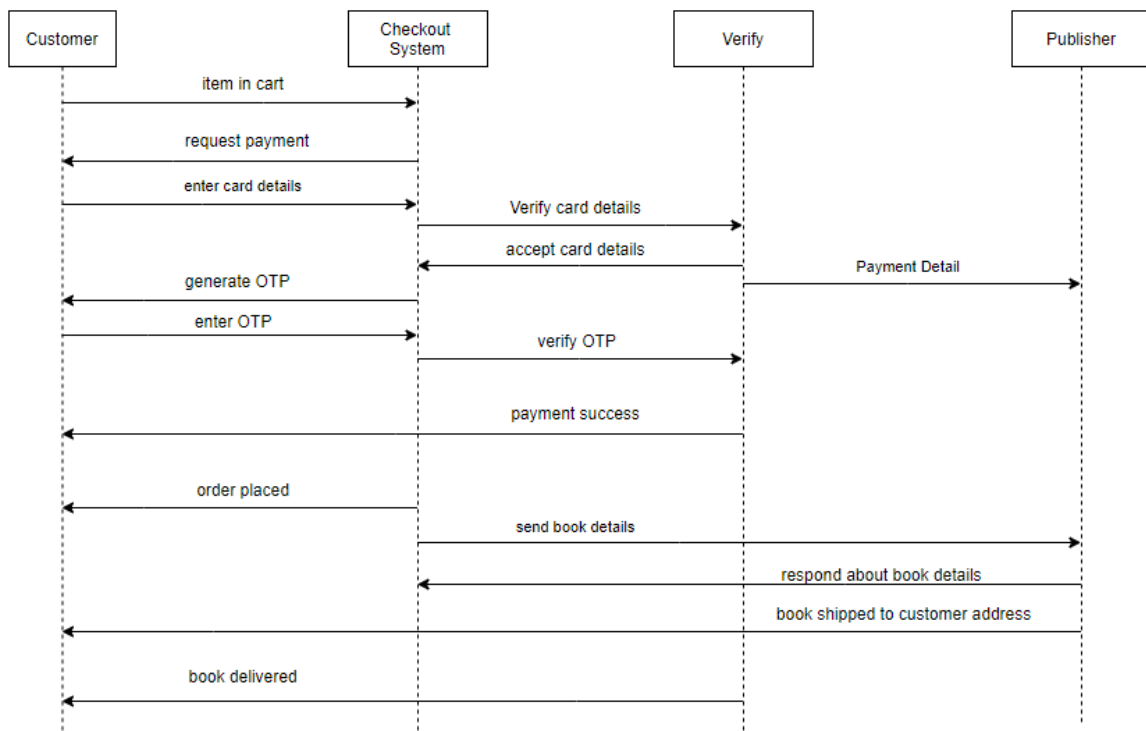 Customer
Checkout
System
Verify
Publisher
item in cart
request payment
enter card details
Verify card details
accept card details
Payment Detail
generate OTP
enter OTP
verify OTP
payment success
order placed
send book details
respond about book details
book shipped to customer address
book delivered